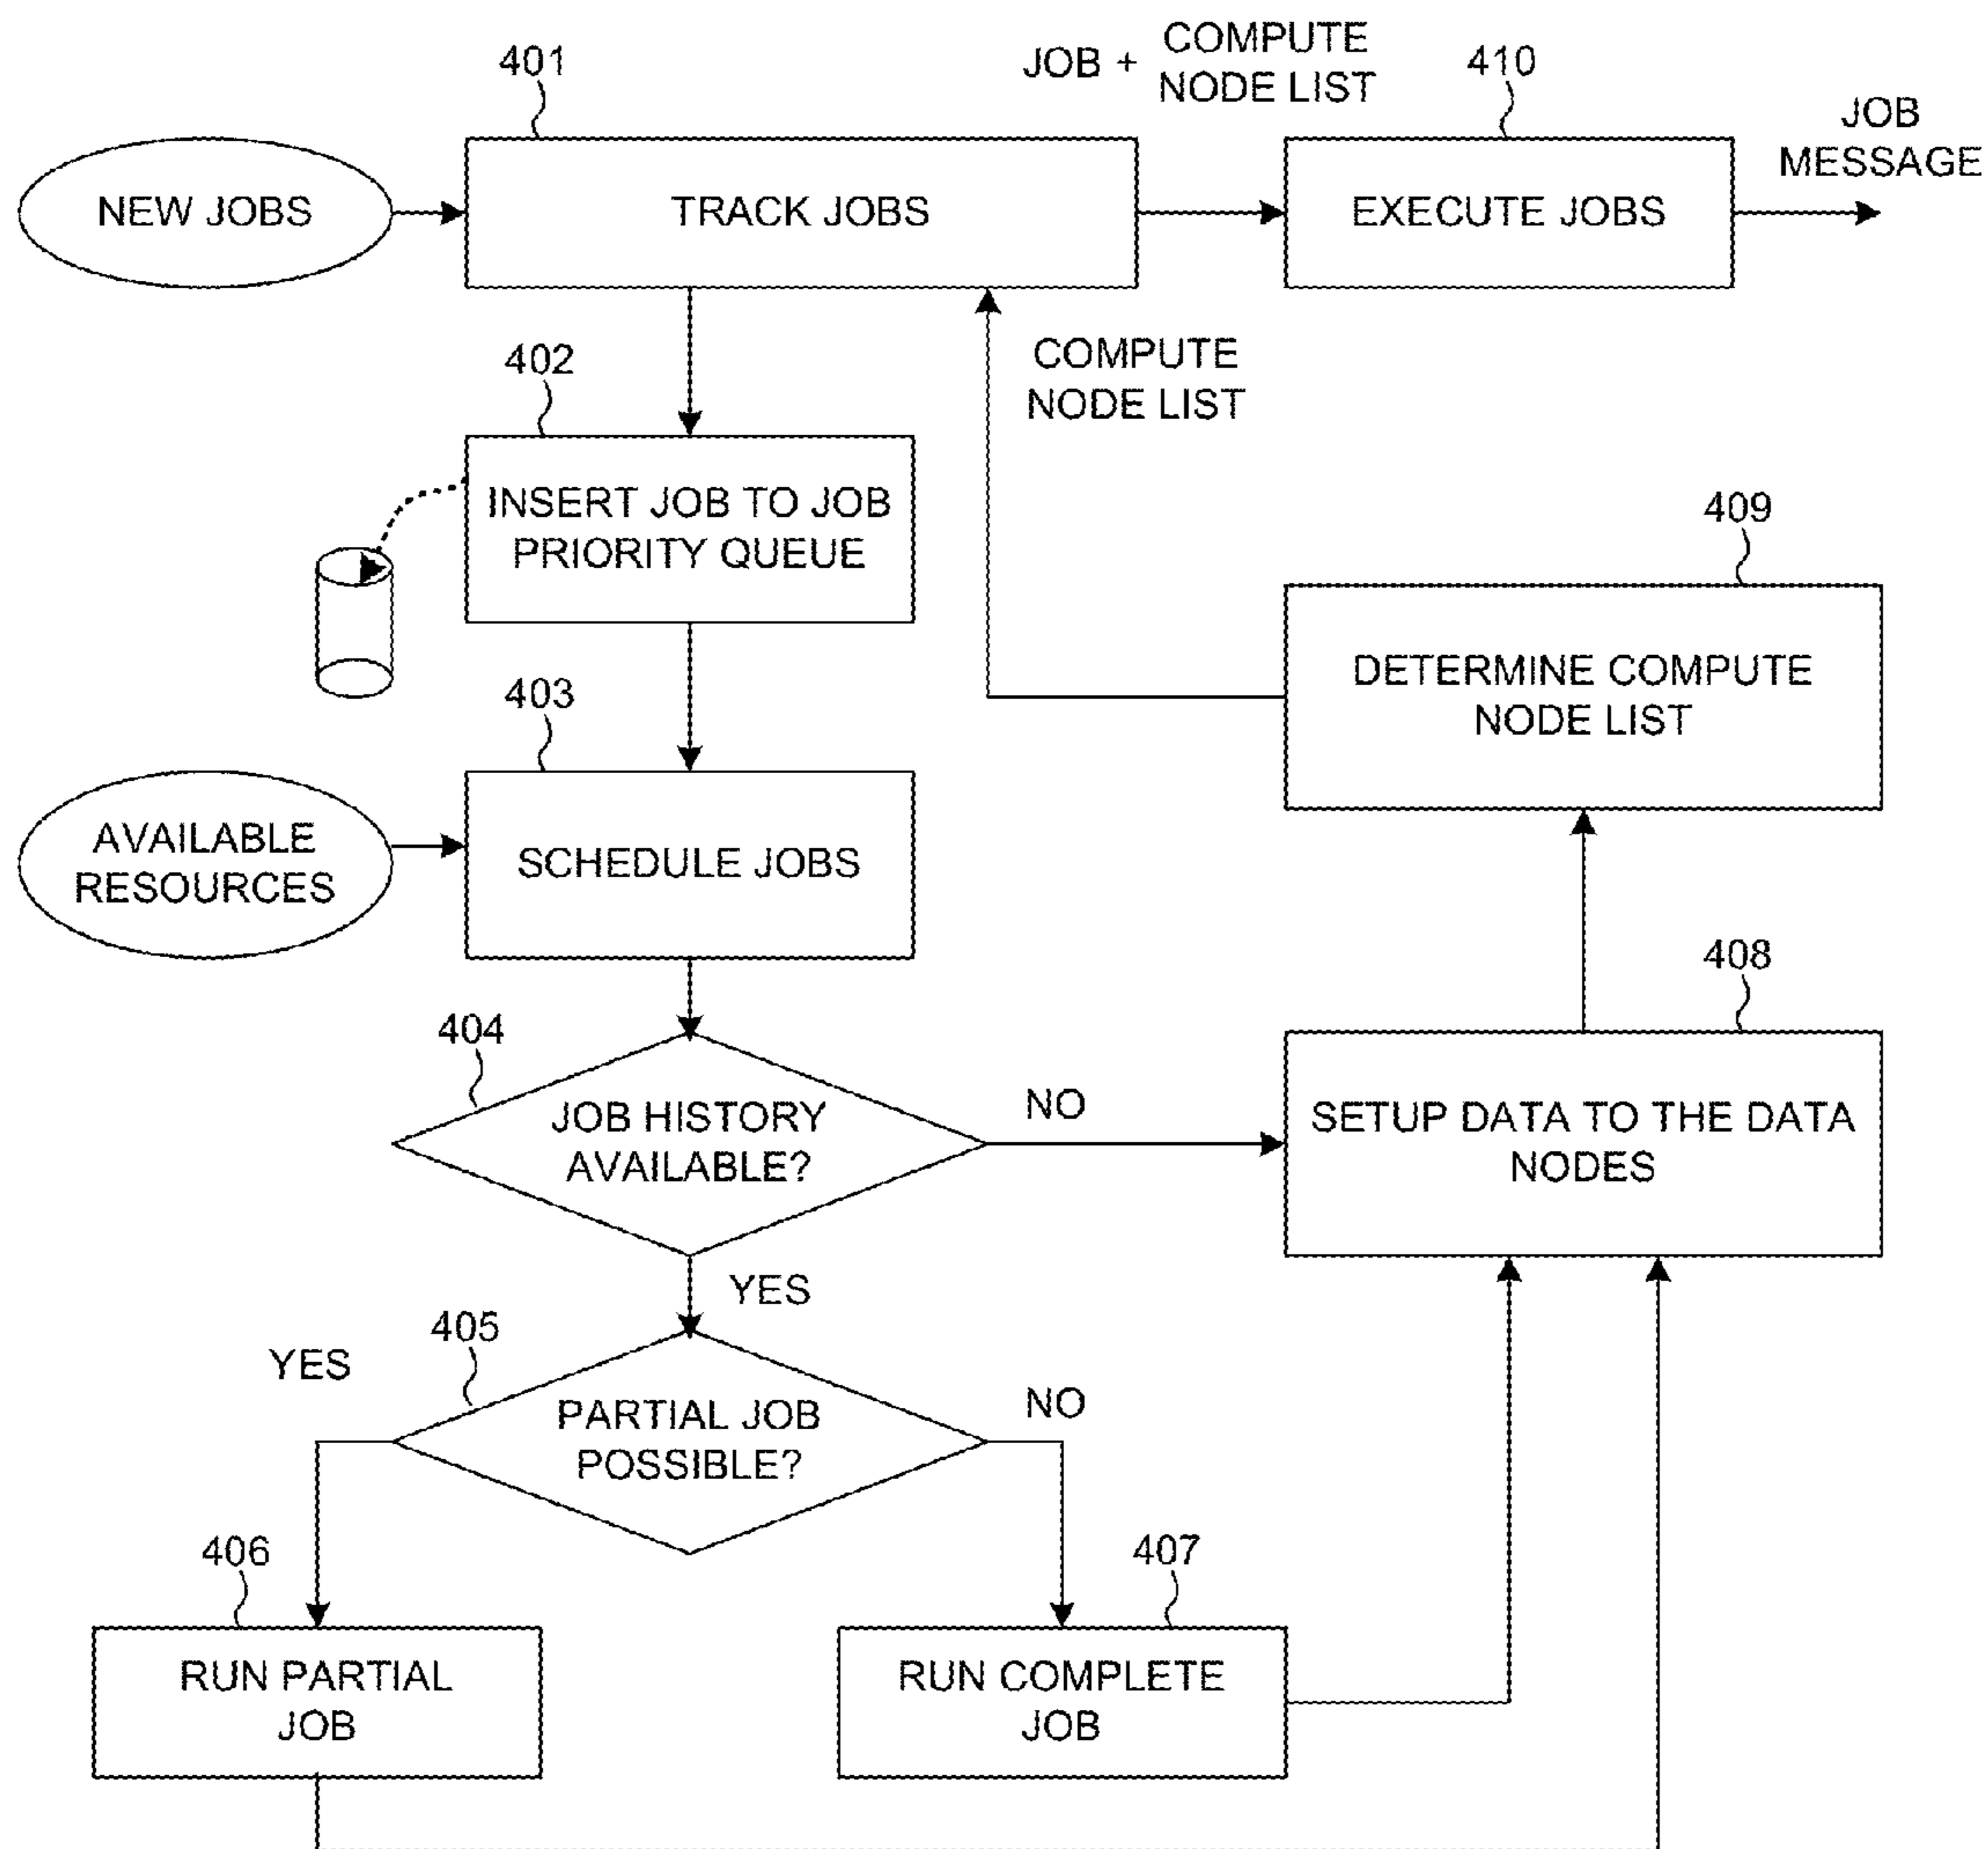 401
JOB +
COMPUTE
NODE LIST
410
JOB
MESSAGE
NEW JOBS
TRACK JOBS
EXECUTE JOBS
402
COMPUTE
NODE LIST
INSERT JOB TO JOB
PRIORITY QUEUE
409
DETERMINE COMPUTE
NODE LIST
403
AVAILABLE
RESOURCES
SCHEDULE JOBS
408
404
JOB HISTORY
AVAILABLE?
NO
SETUP DATA TO THE DATA
NODES
YES
405
YES
PARTIAL JOB
POSSIBLE?
NO
406
407
RUN PARTIAL
JOB
RUN COMPLETE
JOB